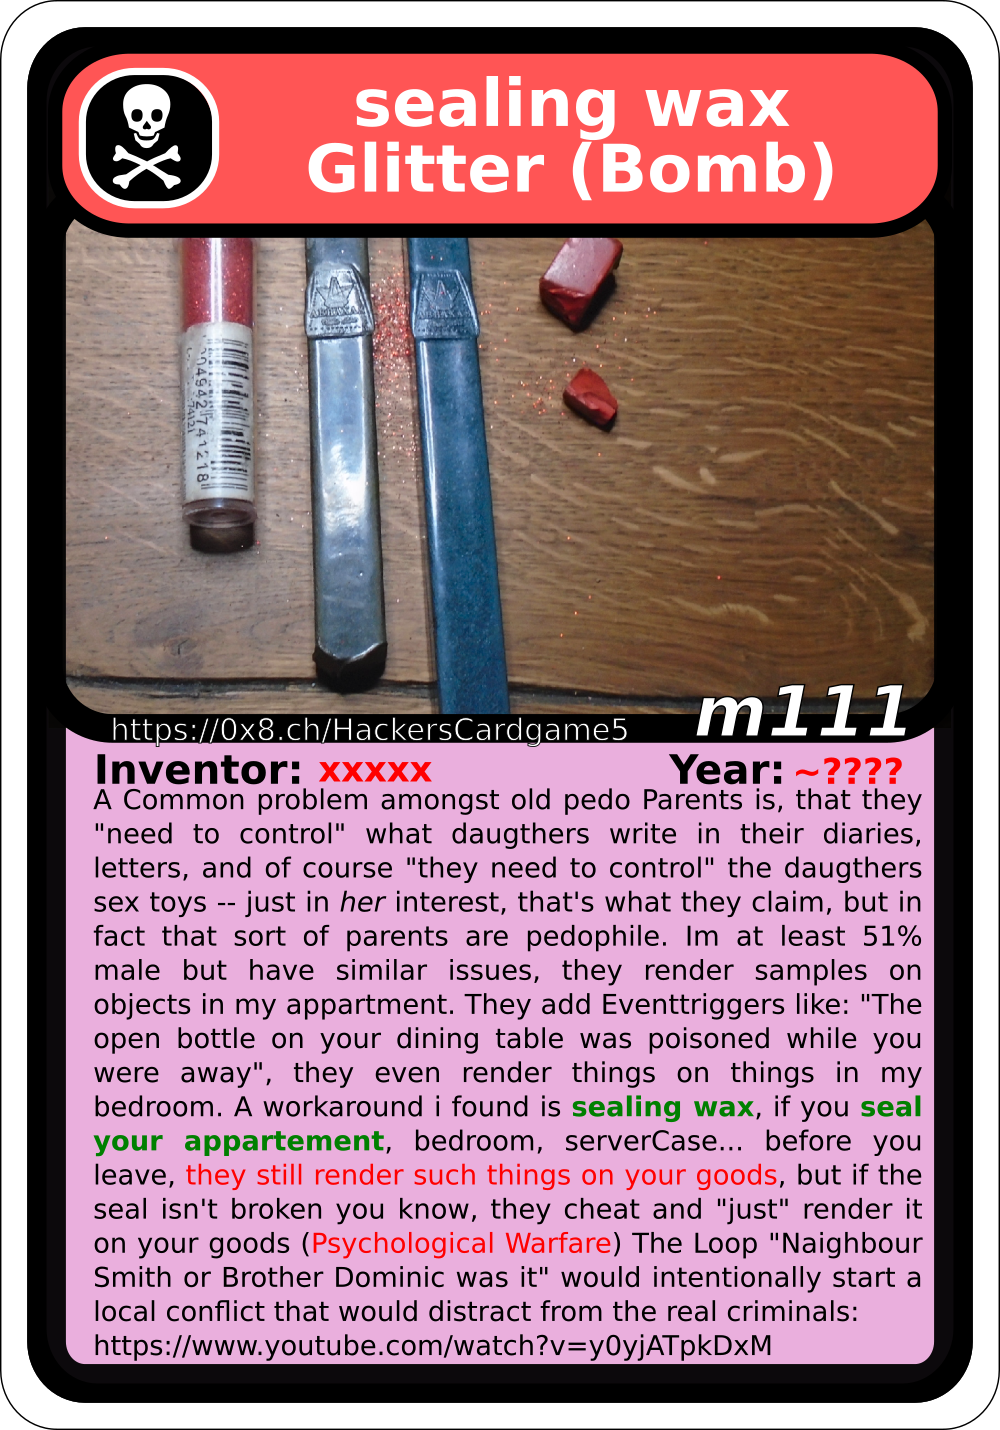 sealing wax
Glitter (Bomb)
004942741218
74121
https://0x8.ch/HackersCardgame5
m111
Inventor: xxxxx
Year: ~????
A Common problem amongst old pedo Parents is, that they
"need to control" what daugthers write in their diaries,
letters, and of course "they need to control" the daugthers
sex toys -- just in her interest, that's what they claim, but in
fact that sort of parents are pedophile. Im at least 51%
male but have similar issues, they render samples on
objects in my appartment. They add Eventtriggers like: "The
open bottle on your dining table was poisoned while you
were away", they even render things on things in my
bedroom. A workaround i found is sealing wax, if you seal
your appartement, bedroom, serverCase... before you
leave, they still render such things on your goods, but if the
seal isn't broken you know, they cheat and "just" render it
on your goods (Psychological Warfare) The Loop "Naighbour
Smith or Brother Dominic was it" would intentionally start a
local conflict that would distract from the real criminals:
https://www.youtube.com/watch?v=y0yjATpkDxM